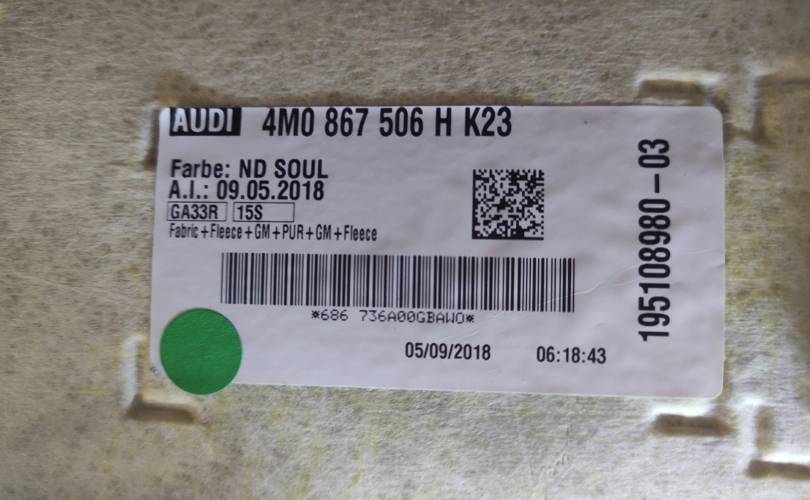 AUDI 4M0 867 506 H K23
Farbe: ND SOUL
A.I.: 09.05.2018
GA33R 15S
Fabric+Fleece+GM+PUR+GM+Fleece
*686 736A00GBAWO*
05/09/2018 06:18:43
195108980-03